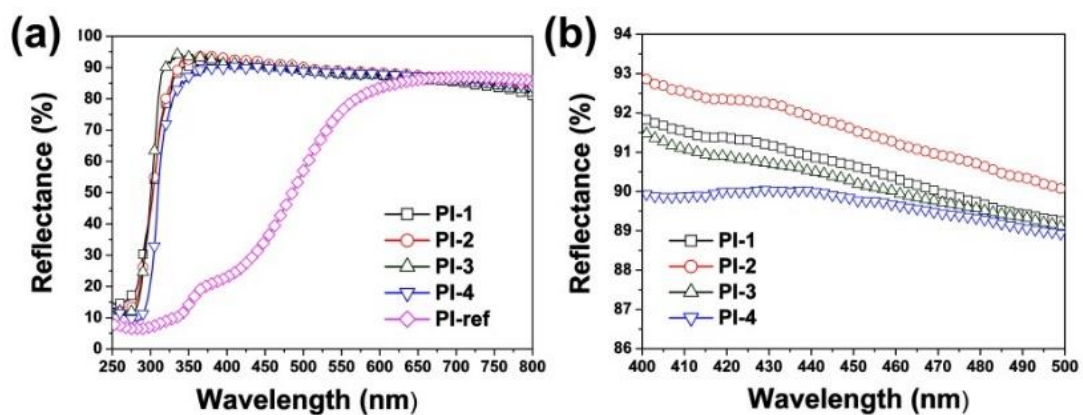 (a)
100
90
80
70
60
50
40
30
20
10
0
Reflectance (%)
PI-1
PI-2
PI-3
PI-4
PI-ref
250 300 350 400 450 500 550 600 650 700 750 800
Wavelength (nm)
(b)
94
93
92
91
90
89
88
87
86
Reflectance (%)
PI-1
PI-2
PI-3
PI-4
400 410 420 430 440 450 460 470 480 490 500
Wavelength (nm)